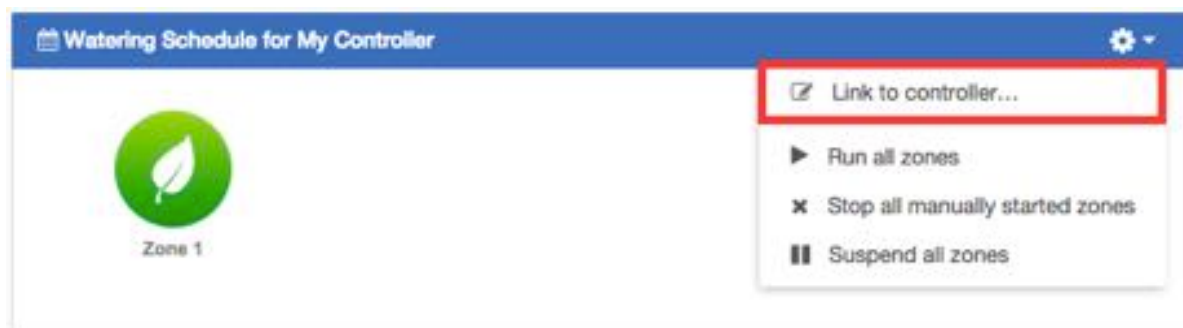 Watering Schedule for My Controller
Link to controller...
Run all zones
Stop all manually started zones
Suspend all zones
Zone 1